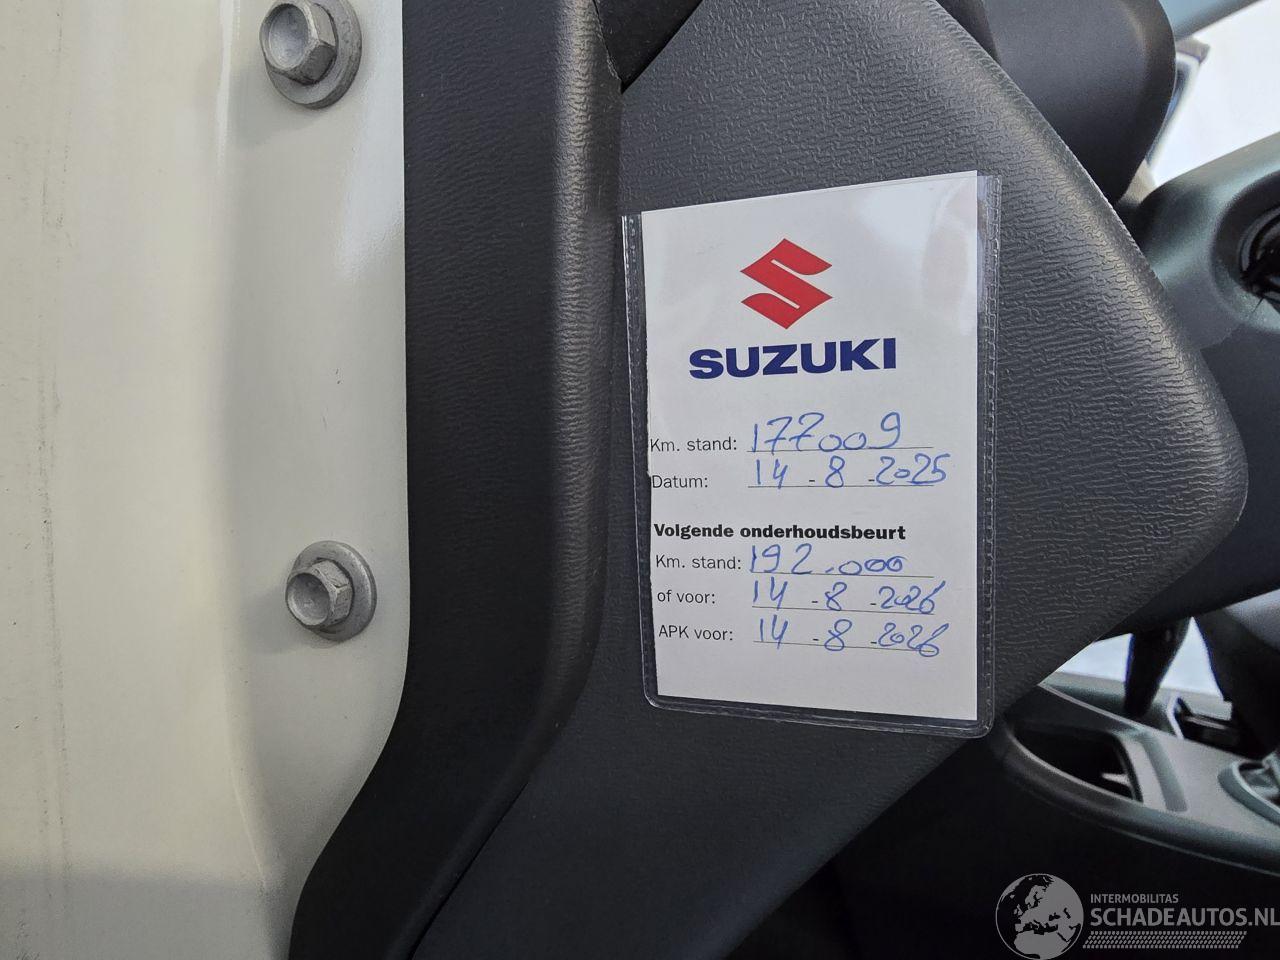 SUZUKI
Km. stand: 177009
Datum: 14 - 8 - 2025
Volgende onderhoudsbeurt
Km. stand: 192.000
of voor: 14 - 8 - 2026
APK voor: 14 - 8 - 2026
INTERMOBILITAS
SCHADEAUTOS.NL